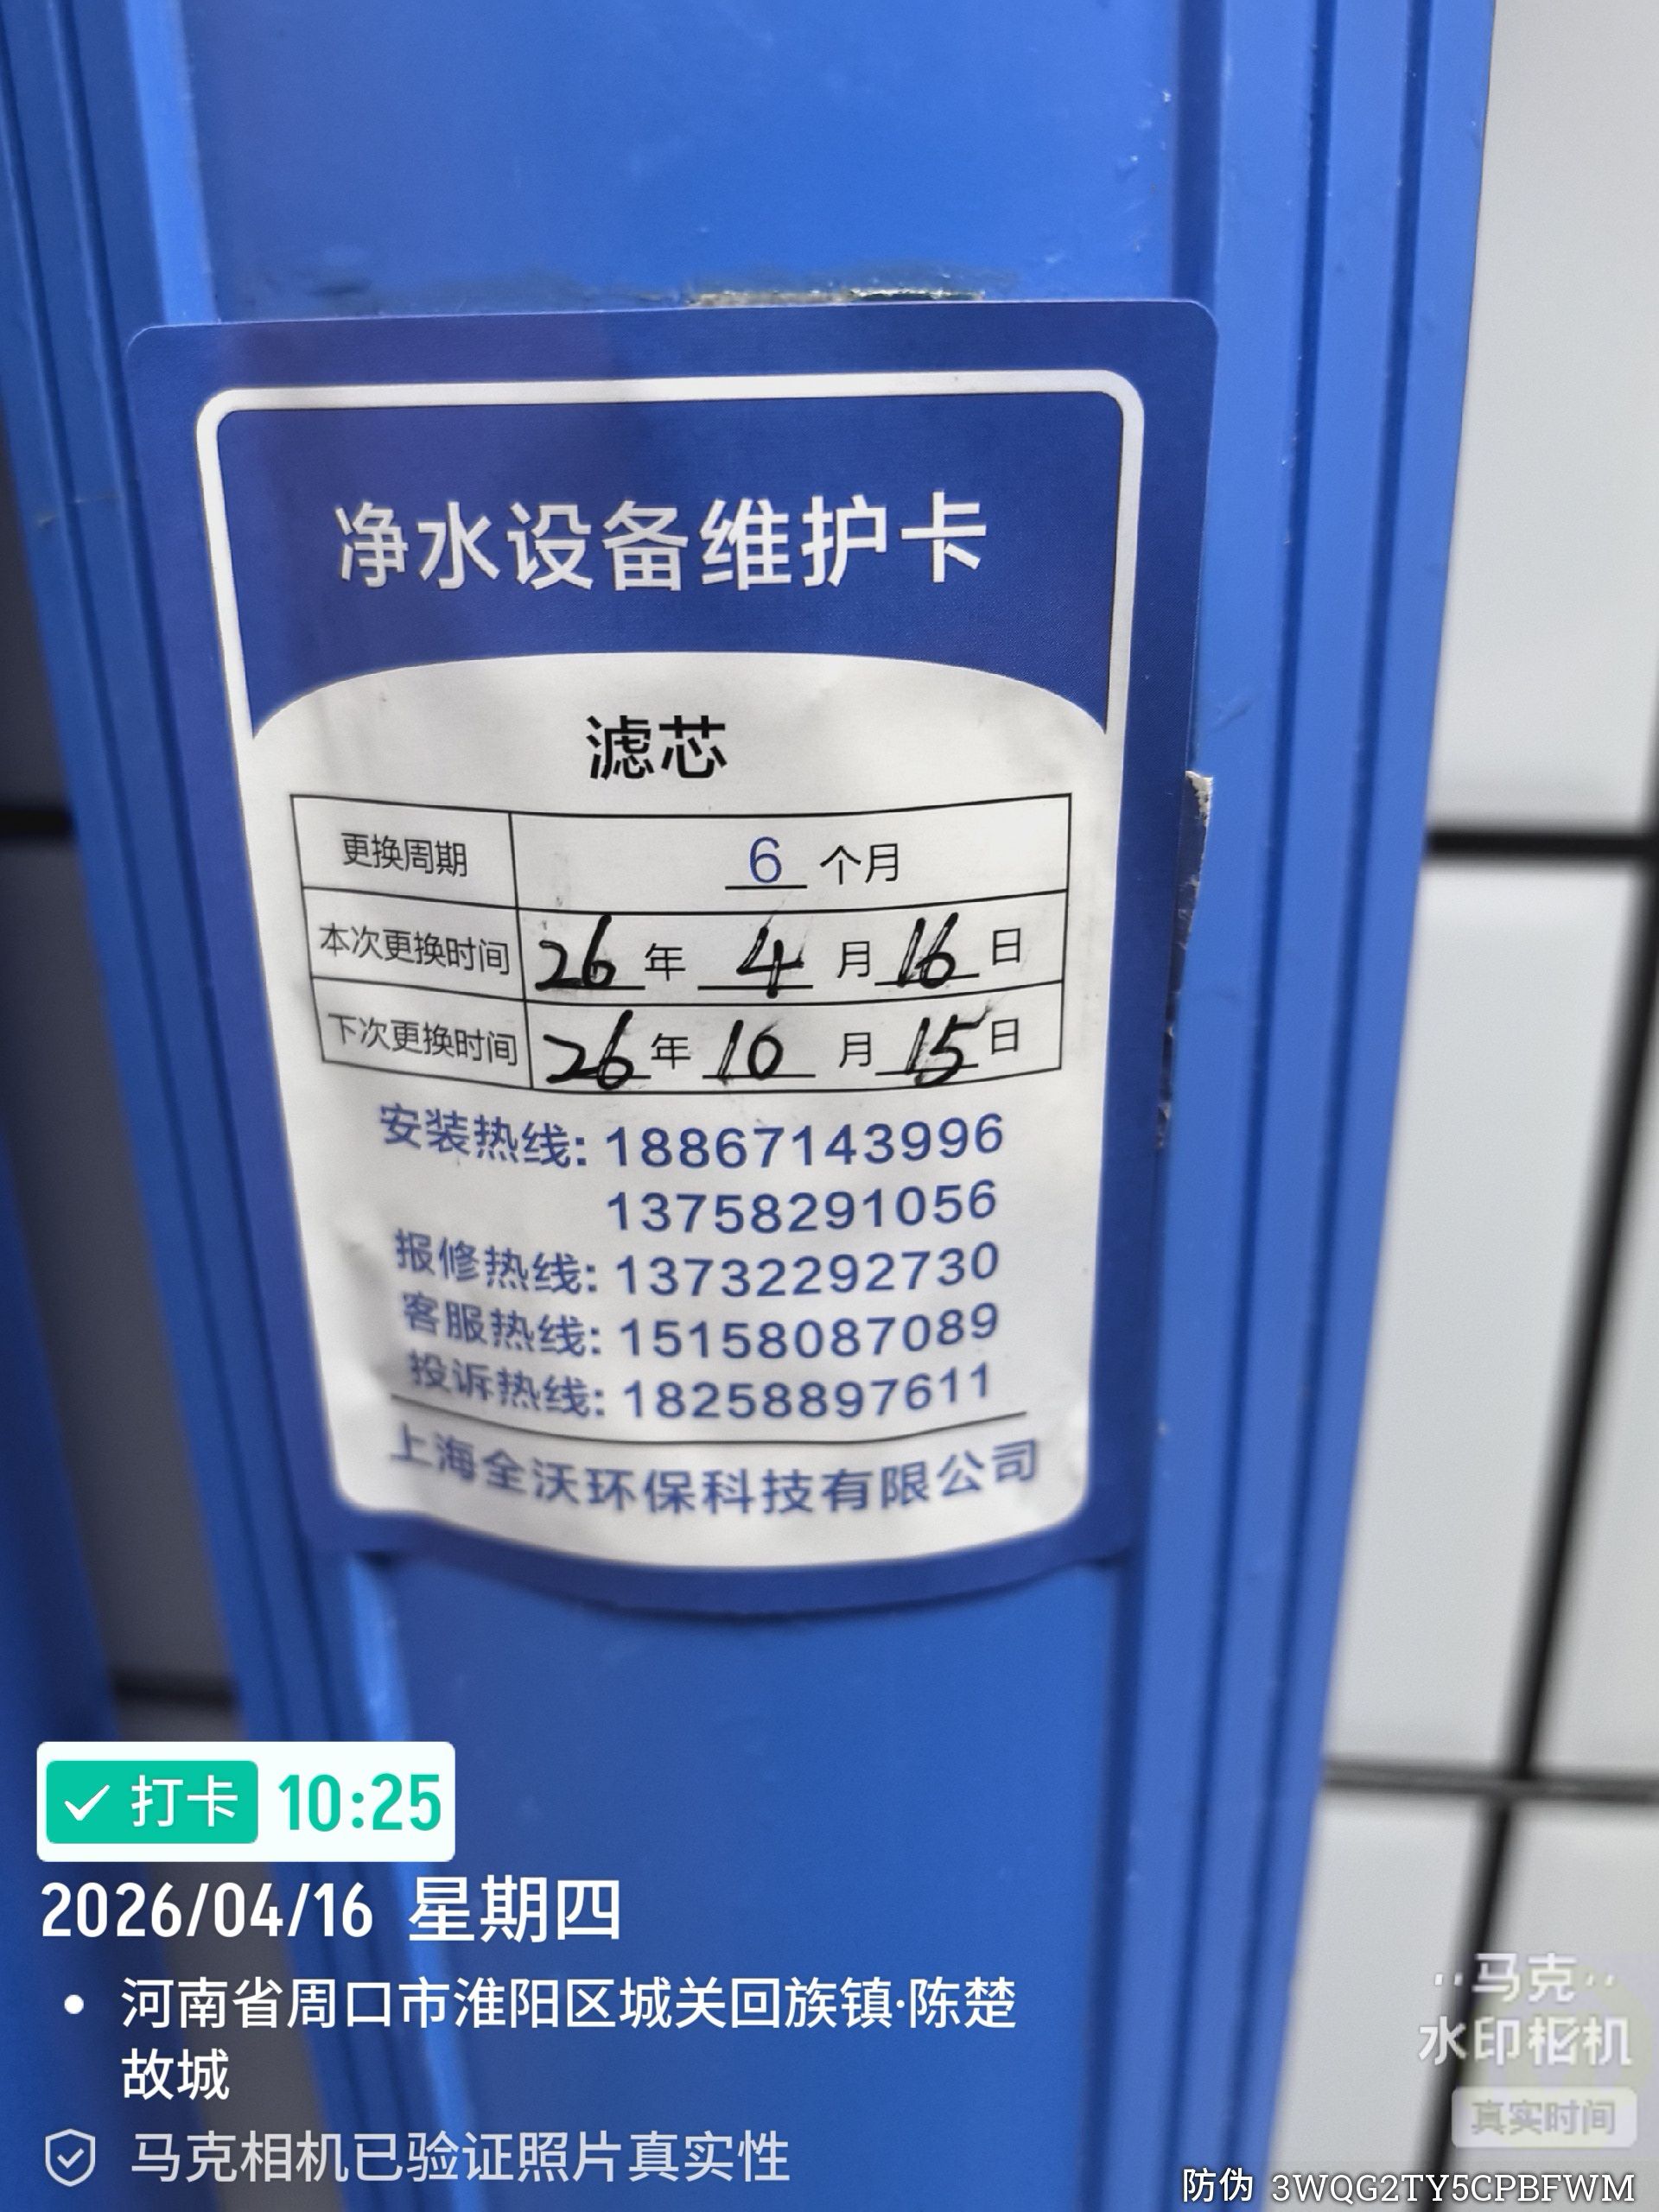 净水设备维护卡
滤芯
更换周期 6 个月
本次更换时间 26 年 4 月 16 日
下次更换时间 26 年 10 月 15 日
安装热线: 18867143996
13758291056
报修热线: 13732292730
客服热线: 15158087089
投诉热线: 18258897611
上海全沃环保科技有限公司
打卡 10:25
2026/04/16 星期四
河南省周口市淮阳区城关回族镇·陈楚
故城
马克相机已验证照片真实性
马克
水印相机
真实时间
防伪 3WQG2TY5CPBFWM